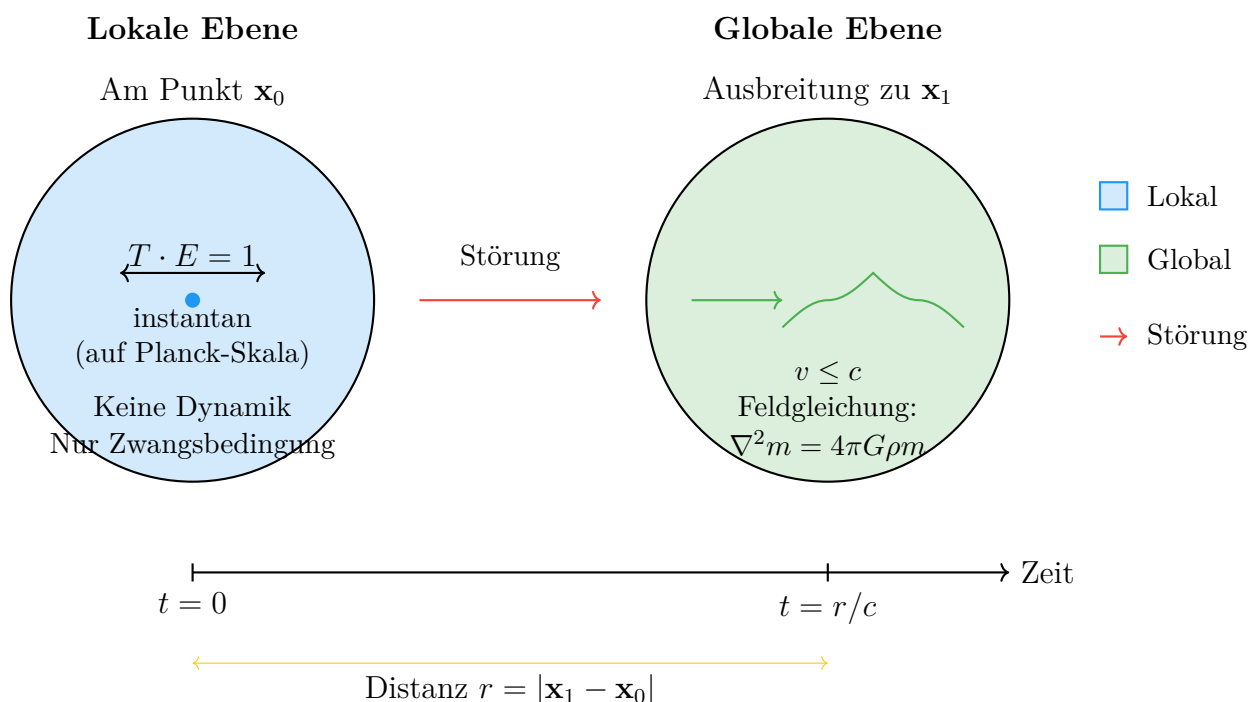 Lokale Ebene
Am Punkt x₀
T · E = 1
instantan
(auf Planck-Skala)
Keine Dynamik
Nur Zwangsbedingung
Störung
Globale Ebene
Ausbreitung zu x₁
v ≤ c
Feldgleichung:
∇²m = 4πGρm
Lokal
Global
Störung
Zeit
t = 0
t = r/c
Distanz r = |x₁ − x₀|